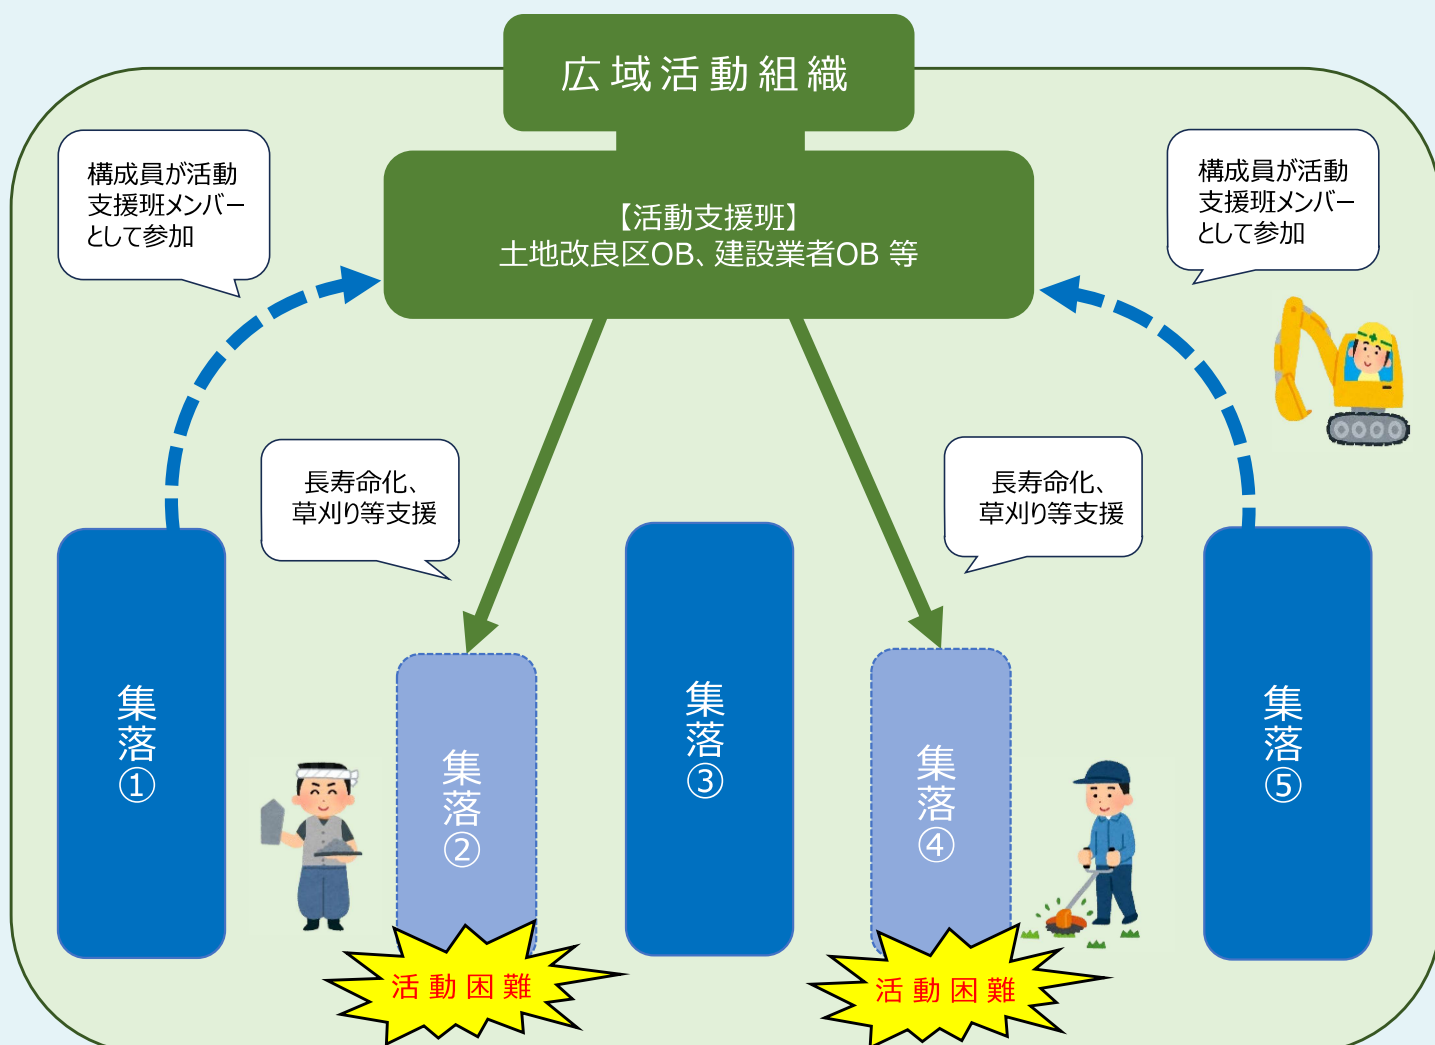 広域活動組織
構成員が活動
支援班メンバー
として参加
【活動支援班】
土地改良区OB、建設業者OB 等
構成員が活動
支援班メンバー
として参加
長寿命化、
草刈り等支援
長寿命化、
草刈り等支援
集落①
集落②
集落③
集落④
集落⑤
活動困難
活動困難